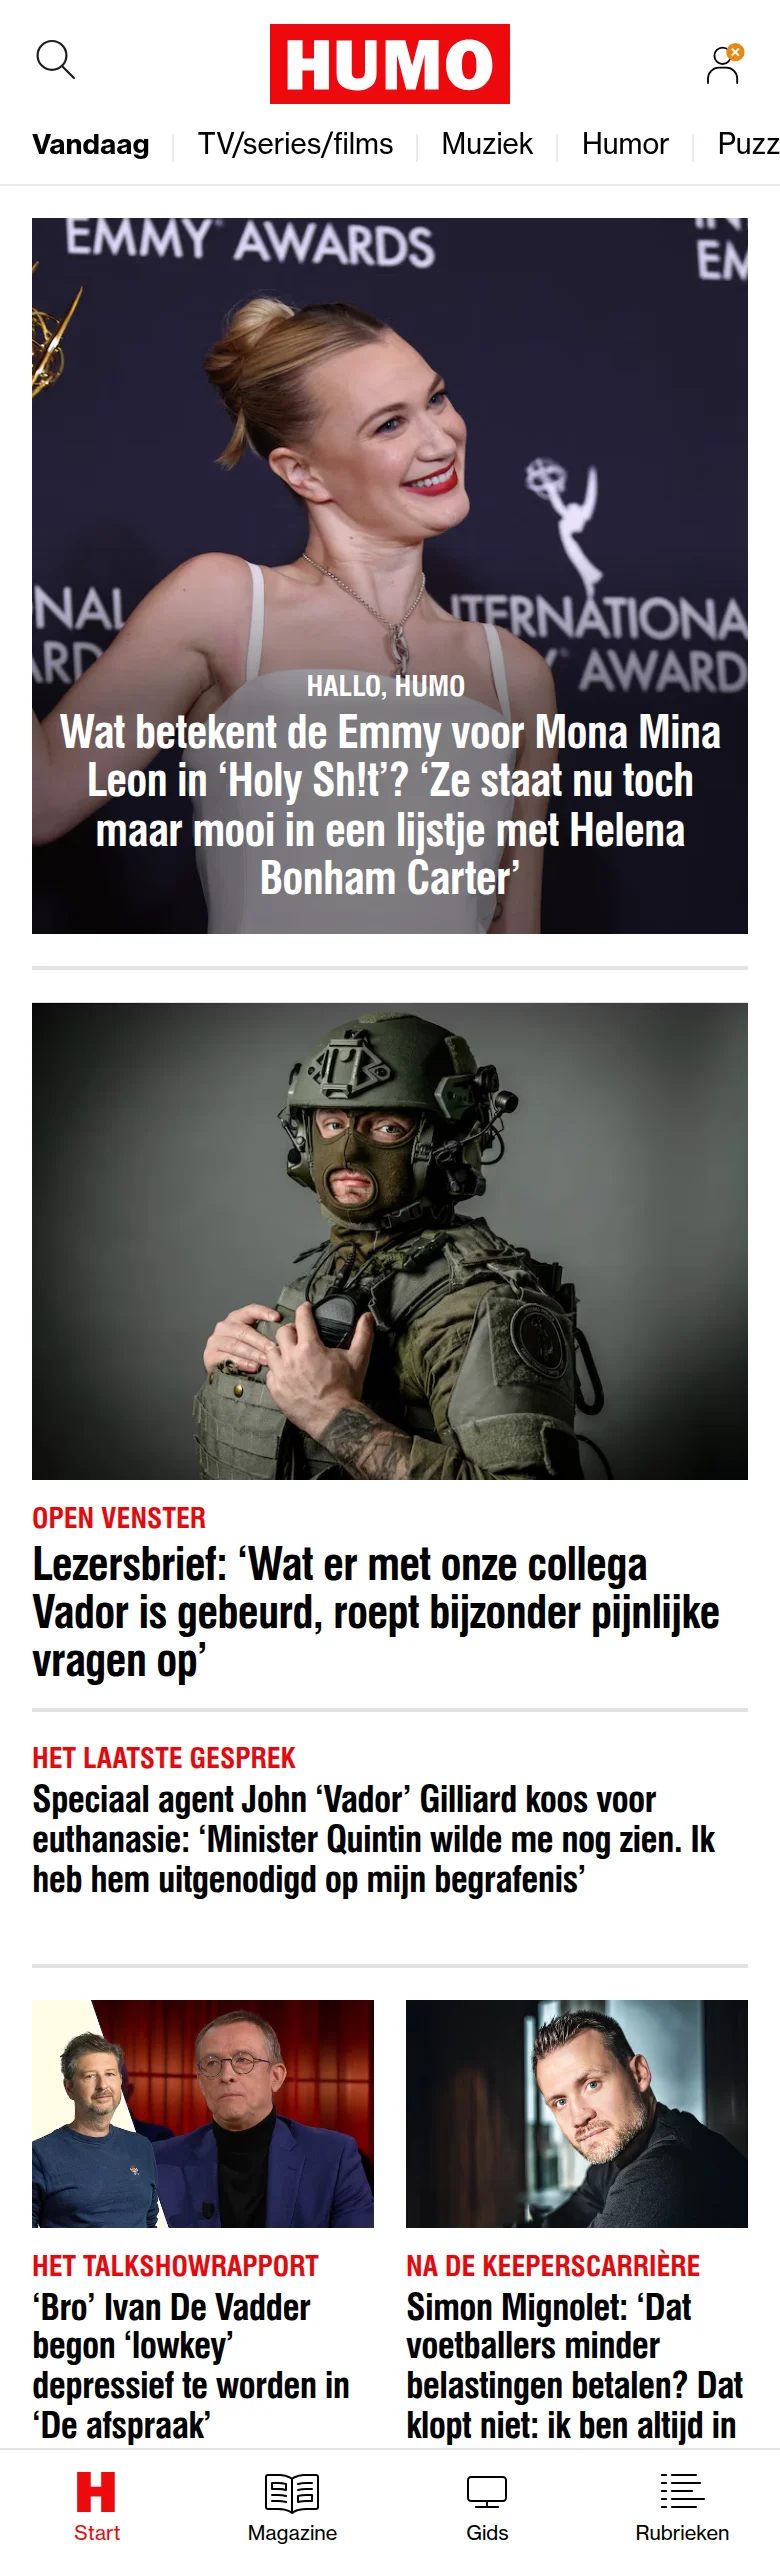 HUMO
Vandaag
TV/series/films
Muziek
Humor
Puzz
EMMY AWARDS
EM
NAL
ITERNATIONA
AWARD
HALLO, HUMO
Wat betekent de Emmy voor Mona Mina
Leon in ‘Holy Sh!t’? ‘Ze staat nu toch
maar mooi in een lijstje met Helena
Bonham Carter’
OPEN VENSTER
Lezersbrief: ‘Wat er met onze collega
Vador is gebeurd, roept bijzonder pijnlijke
vragen op’
HET LAATSTE GESPREK
Speciaal agent John ‘Vador’ Gilliard koos voor
euthanasie: ‘Minister Quintin wilde me nog zien. Ik
heb hem uitgenodigd op mijn begrafenis’
HET TALKSHOWRAPPORT
‘Bro’ Ivan De Vadder
begon ‘lowkey’
depressief te worden in
‘De afspraak’
NA DE KEEPERSCARRIÈRE
Simon Mignolet: ‘Dat
voetballers minder
belastingen betalen? Dat
klopt niet: ik ben altijd in
H
Start
Magazine
Gids
Rubrieken